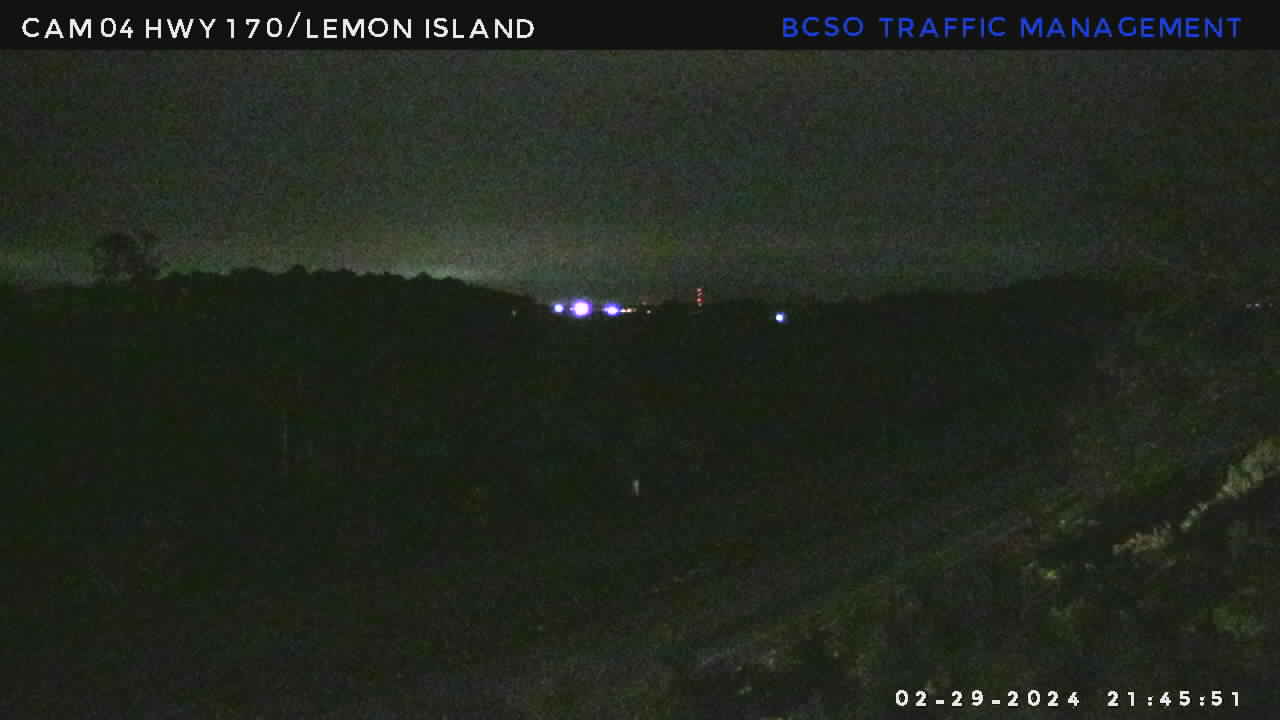 CAM04 HWY 170/LEMON ISLAND BCSO TRAFFIC MANAGEMENT
02-29-2024 21:45:51